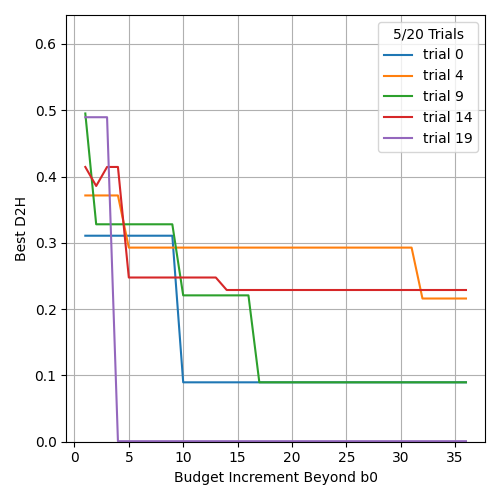 5/20 Trials
trial 0
trial 4
trial 9
trial 14
trial 19
Best D2H
0.6
0.5
0.4
0.3
0.2
0.1
0.0
0 5 10 15 20 25 30 35
Budget Increment Beyond b0